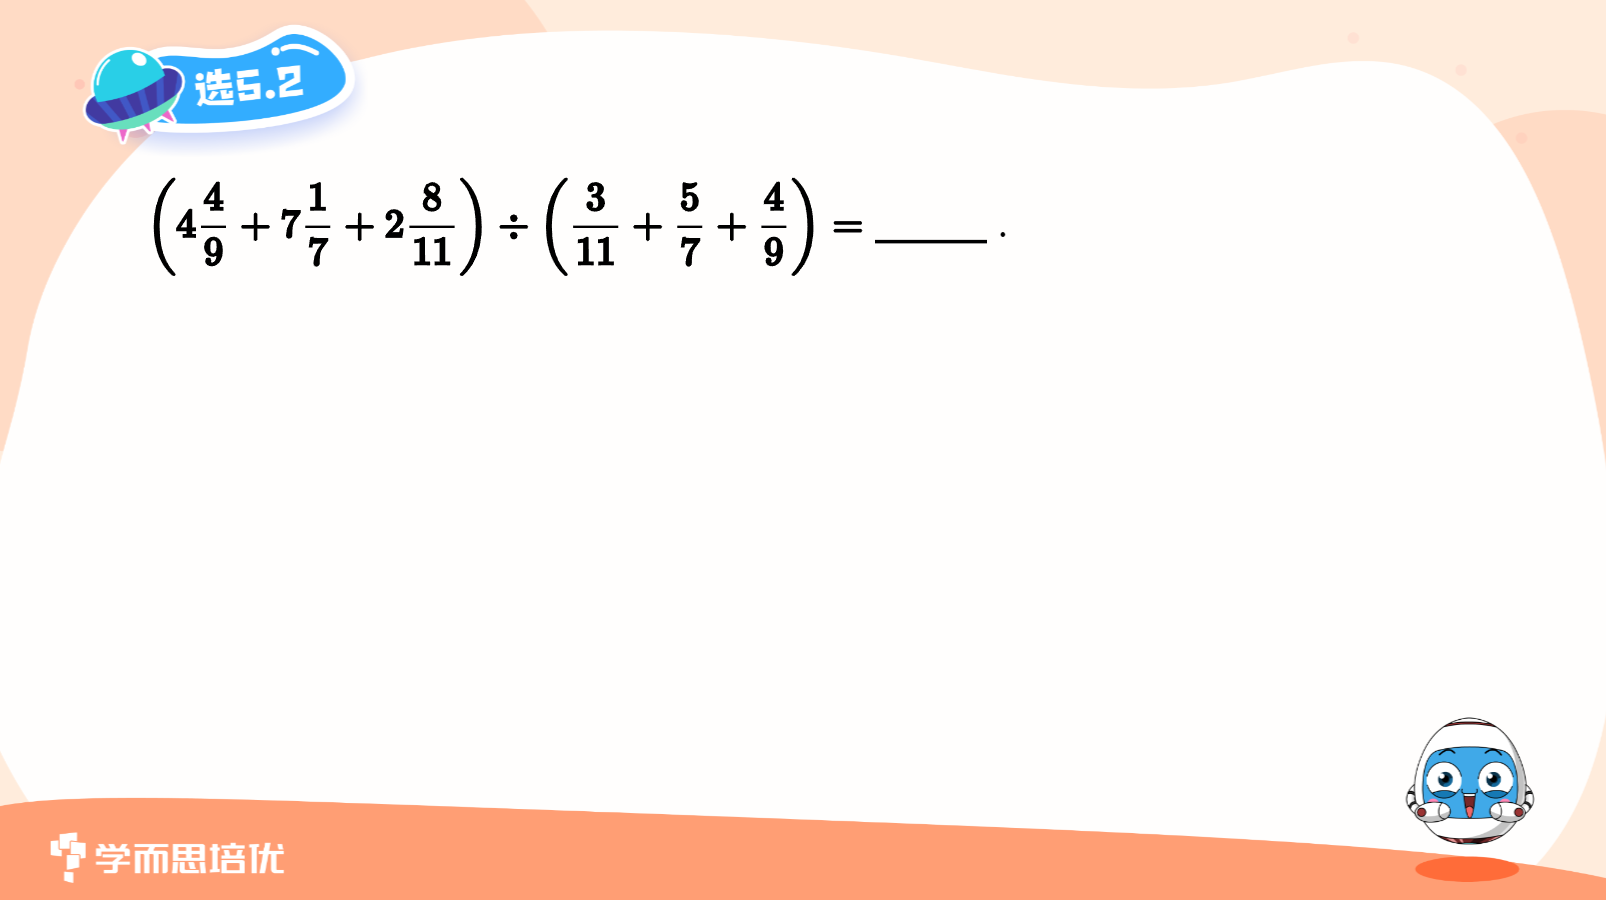 选5.2
(4 4/9 + 7 1/7 + 2 8/11) ÷ (3/11 + 5/7 + 4/9) = ______ .
学而思培优